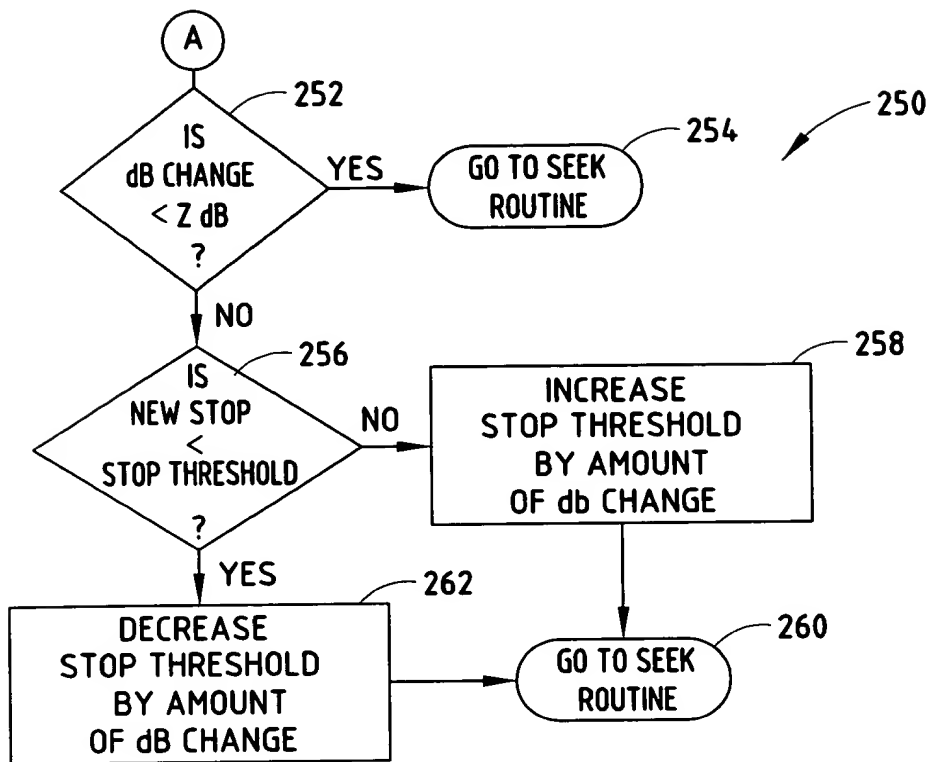 A
252
IS
dB CHANGE
< Z dB
?
YES
254
GO TO SEEK
ROUTINE
250
NO
256
IS
NEW STOP
<
STOP THRESHOLD
?
NO
258
INCREASE
STOP THRESHOLD
BY AMOUNT
OF db CHANGE
YES
262
DECREASE
STOP THRESHOLD
BY AMOUNT
OF dB CHANGE
260
GO TO SEEK
ROUTINE